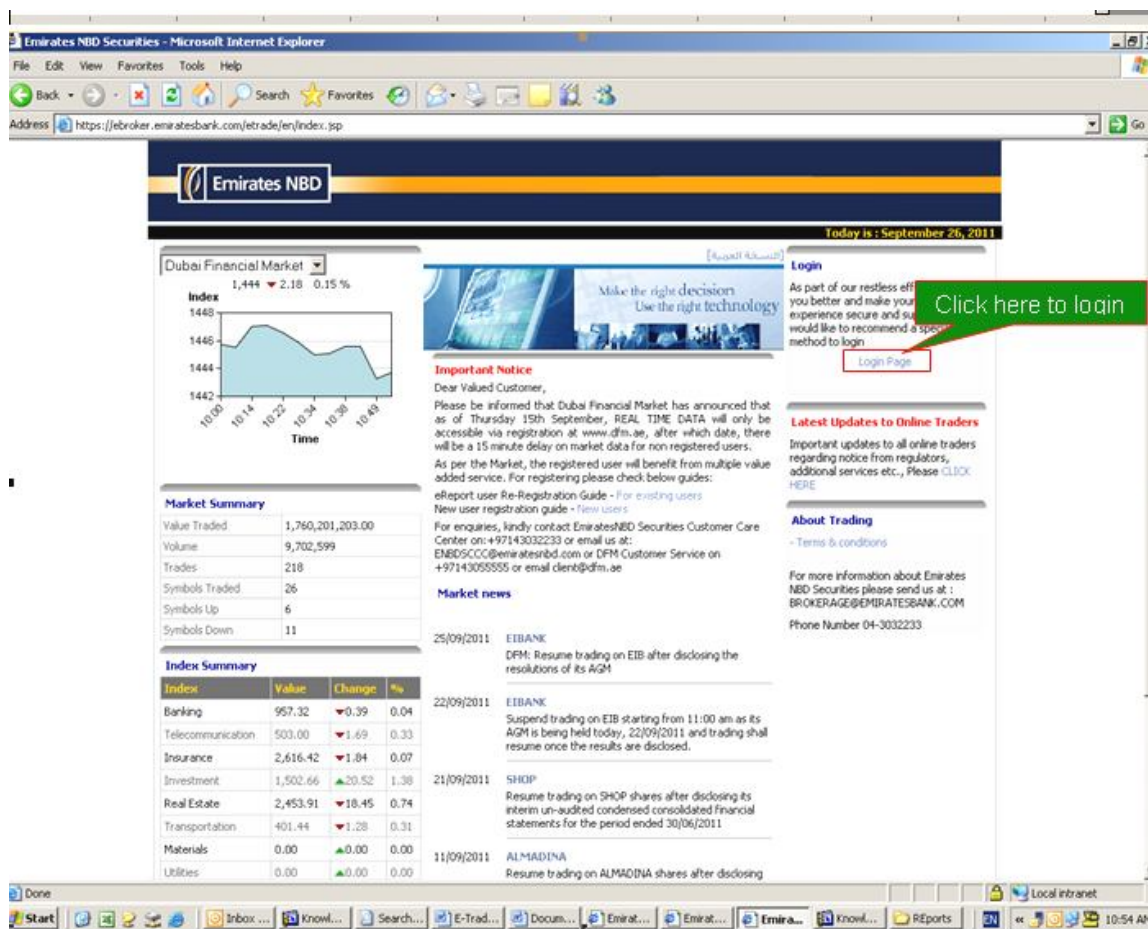 Emirates NBD Securities - Microsoft Internet Explorer
File Edit View Favorites Tools Help
Back Search Favorites
Address https://ebroker.emiratesbank.com/etrade/en/index.jsp Go
Emirates NBD
Today is : September 26, 2011
Dubai Financial Market
1,444 2.18 0.15 %
Index
1448
1446
1444
1442
10:00 10:14 10:22 10:34 10:38 10:49
Time
Market Summary
Value Traded 1,760,201,203.00
Volume 9,702,599
Trades 218
Symbols Traded 26
Symbols Up 6
Symbols Down 11
Index Summary
Index Value Change %
Banking 957.32 ▼0.39 0.04
Telecommunication 503.00 ▼1.69 0.33
Insurance 2,616.42 ▼1.84 0.07
Investment 1,502.66 ▲20.52 1.38
Real Estate 2,453.91 ▼18.45 0.74
Transportation 401.44 ▼1.28 0.31
Materials 0.00 ▲0.00 0.00
Utilities 0.00 ▲0.00 0.00
[النسخة العربية]
Make the right decision
Use the right technology
Important Notice
Dear Valued Customer,
Please be informed that Dubai Financial Market has announced that
as of Thursday 15th September, REAL TIME DATA will only be
accessible via registration at www.dfm.ae, after which date, there
will be a 15 minute delay on market data for non registered users.
As per the Market, the registered user will benefit from multiple value
added service. For registering please check below guides:
eReport user Re-Registration Guide - For existing users
New user registration guide - New users
For enquiries, kindly contact EmiratesNBD Securities Customer Care
Center on:+97143032233 or email us at:
ENBDSCCC@emiratesnbd.com or DFM Customer Service on
+97143055555 or email client@dfm.ae
Market news
25/09/2011 EIBANK
DFM: Resume trading on EIB after disclosing the
resolutions of its AGM
22/09/2011 EIBANK
Suspend trading on EIB starting from 11:00 am as its
AGM is being held today, 22/09/2011 and trading shall
resume once the results are disclosed.
21/09/2011 SHOP
Resume trading on SHOP shares after disclosing its
interim un-audited condensed consolidated financial
statements for the period ended 30/06/2011
11/09/2011 ALMADINA
Resume trading on ALMADINA shares after disclosing
Login
As part of our restless eff
you better and make your
experience secure and su
would like to recommend a spec
method to login
Login Page
Click here to login
Latest Updates to Online Traders
Important updates to all online traders
regarding notice from regulators,
additional services etc., Please CLICK
HERE
About Trading
- Terms & conditions
For more information about Emirates
NBD Securities please send us at :
BROKERAGE@EMIRATESBANK.COM
Phone Number 04-3032233
Done Local intranet
Start Inbox ... Knowl... Search... E-Trad... Docum... Emirat... Emirat... Emira... Knowl... REports EN « 10:54 AM